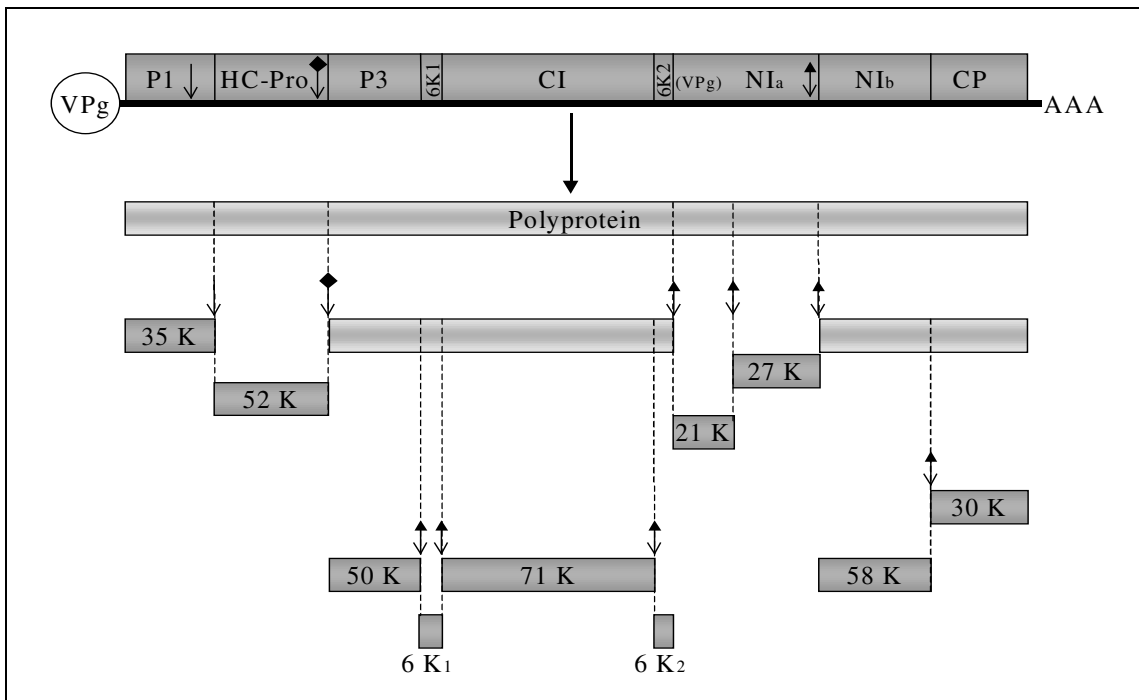 P1 HC-Pro P3 6K1 CI 6K2 (VPg) NIa NIb CP
VPg
AAA
Polyprotein
35 K
27 K
52 K
21 K
30 K
50 K 71 K 58 K
6 K1 6 K2